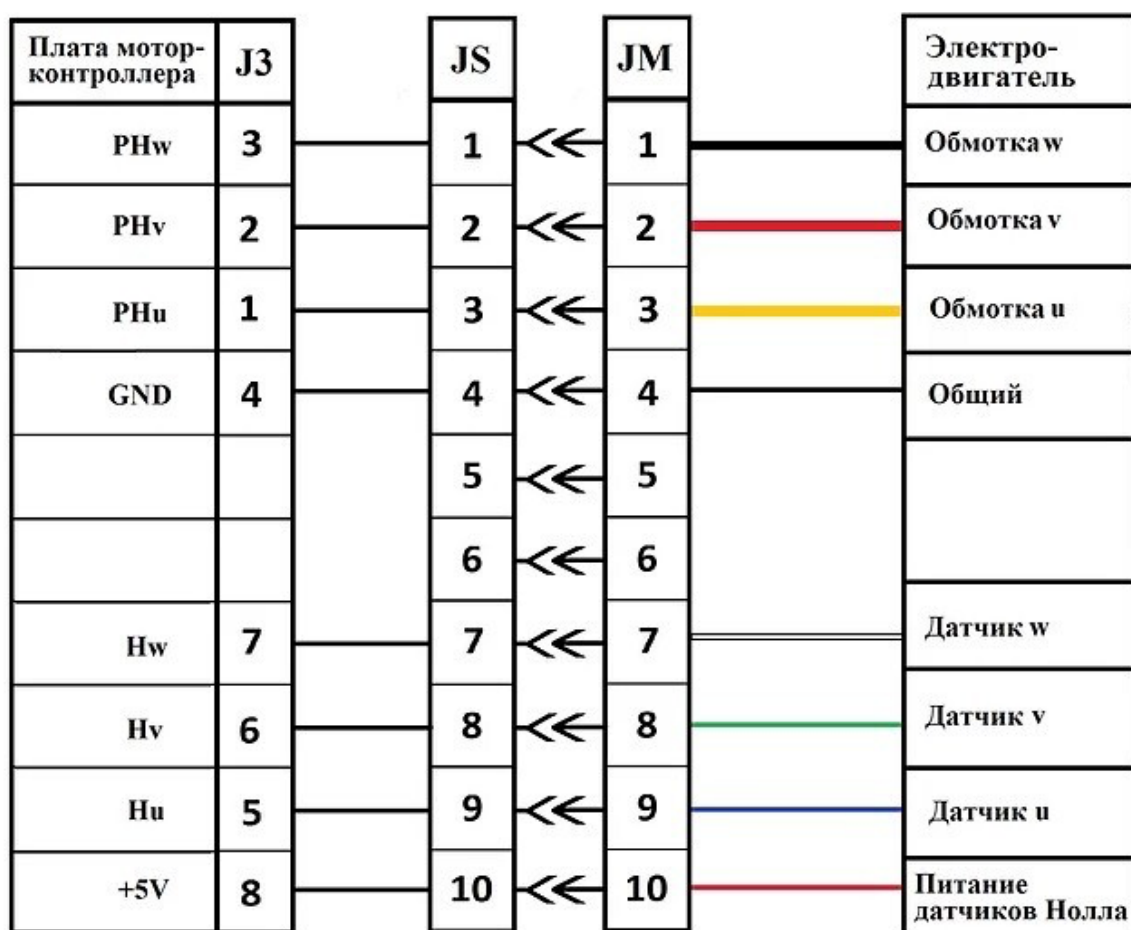 Плата мотор-
контроллера J3 JS JM Электро-
двигатель
PHw 3 1 1 Обмотка w
PHv 2 2 2 Обмотка v
PHu 1 3 3 Обмотка u
GND 4 4 4 Общий
5 5
6 6
Hw 7 7 7 Датчик w
Hv 6 8 8 Датчик v
Hu 5 9 9 Датчик u
+5V 8 10 10 Питание
датчиков Нолла